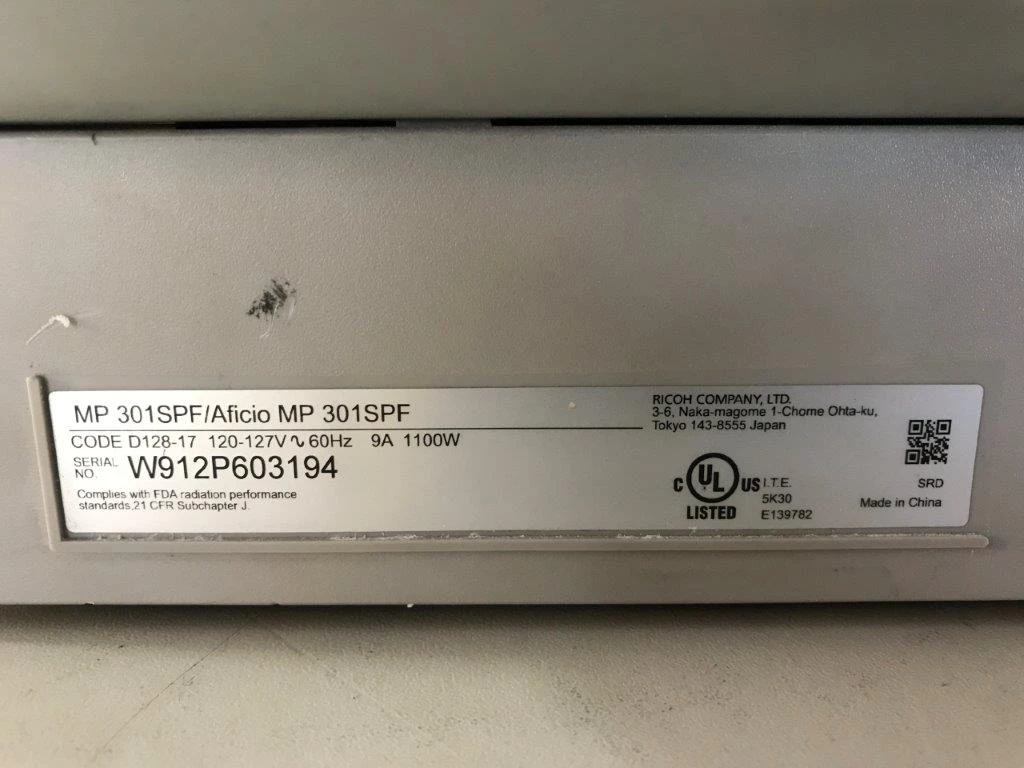 MP 301SPF/Aficio MP 301SPF
CODE D128-17 120-127V ∿ 60Hz 9A 1100W
SERIAL NO. W912P603194
Complies with FDA radiation performance
standards,21 CFR Subchapter J.
RICOH COMPANY, LTD.
3-6, Naka-magome 1-Chome Ohta-ku,
Tokyo 143-8555 Japan
C UL US I.T.E.
LISTED 5K30
E139782
SRD
Made in China